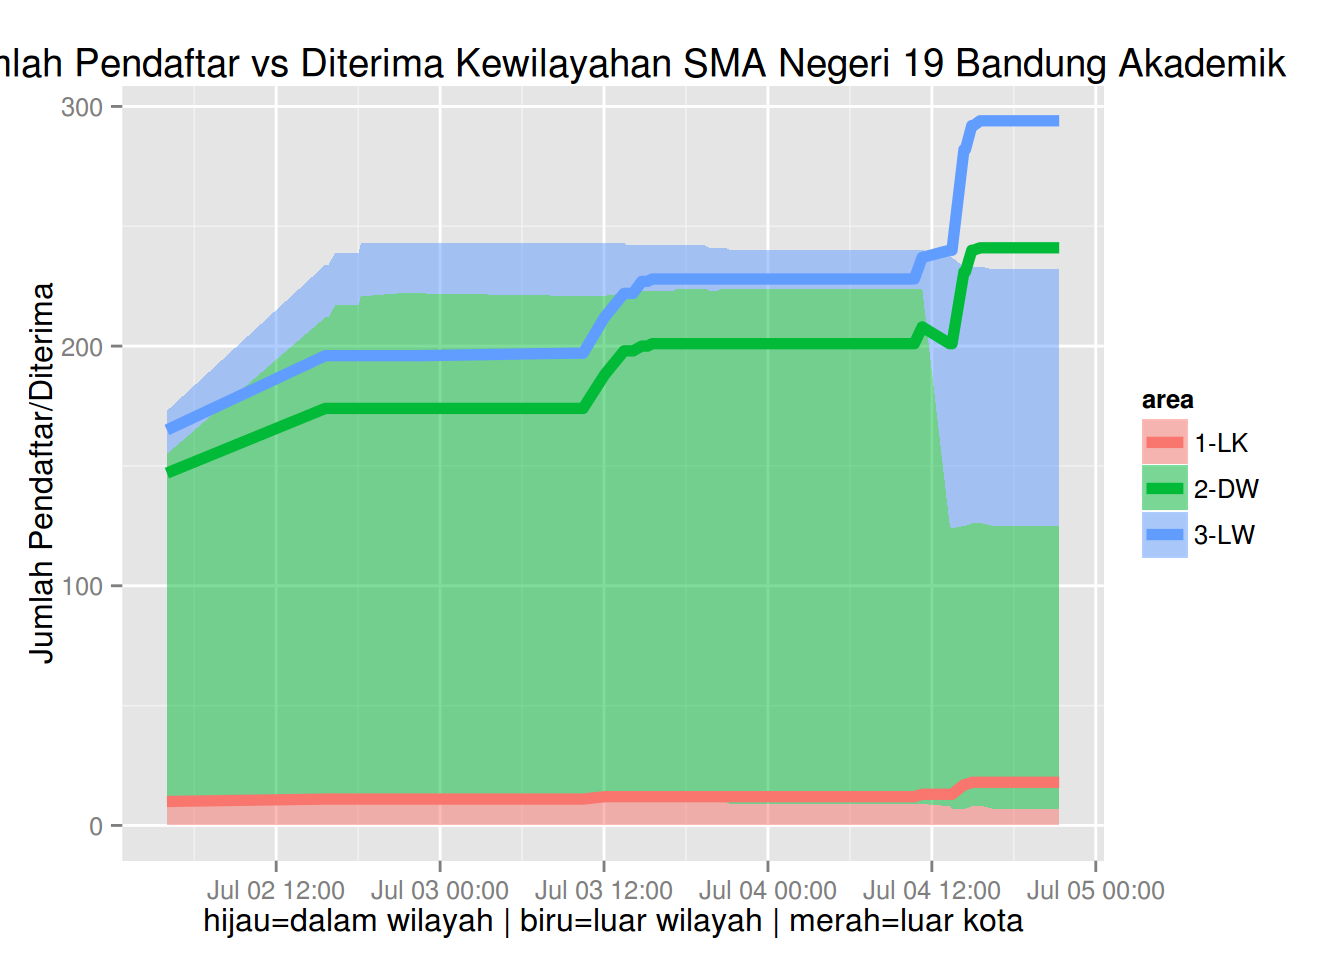 mlah Pendaftar vs Diterima Kewilayahan SMA Negeri 19 Bandung Akademik
300
200
100
0
Jumlah Pendaftar/Diterima
area
1-LK
2-DW
3-LW
Jul 02 12:00 Jul 03 00:00 Jul 03 12:00 Jul 04 00:00 Jul 04 12:00 Jul 05 00:00
hijau=dalam wilayah | biru=luar wilayah | merah=luar kota